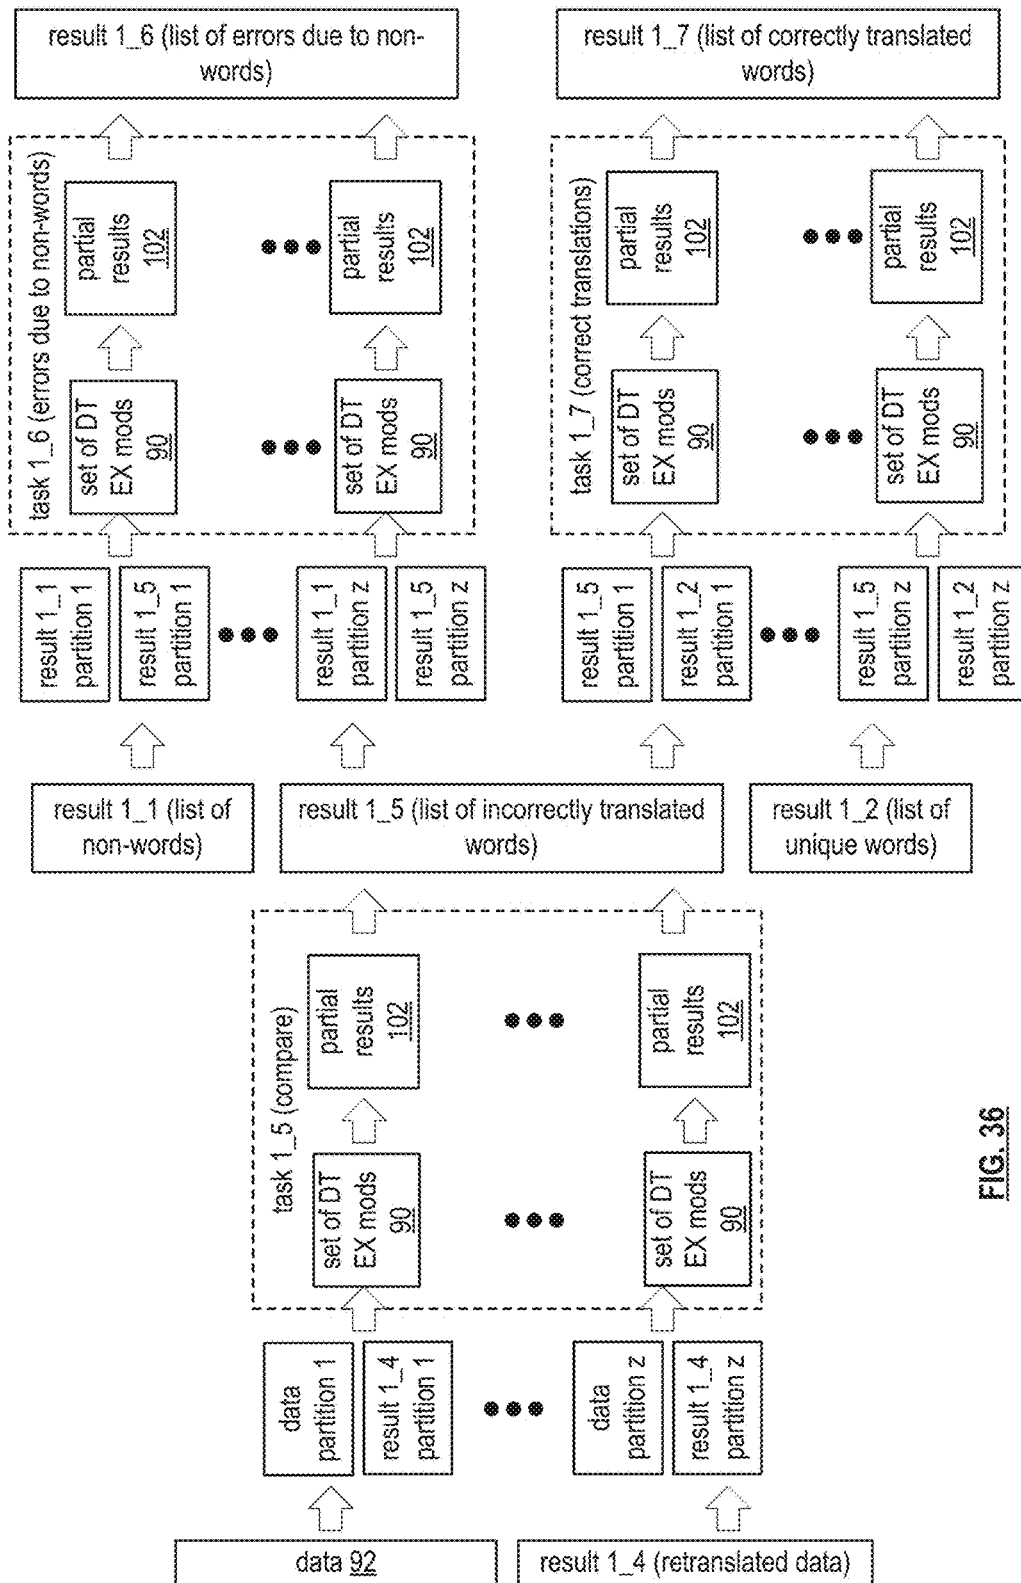 data 92
result 1_4 (retranslated data)
data
partition 1
result 1_4
partition 1
data
partition z
result 1_4
partition z
task 1_5 (compare)
set of DT
EX mods
90
partial
results
102
set of DT
EX mods
90
partial
results
102
result 1_1 (list of
non-words)
result 1_5 (list of incorrectly translated
words)
result 1_2 (list of
unique words)
result 1_1
partition 1
result 1_5
partition 1
result 1_1
partition z
result 1_5
partition z
task 1_6 (errors due to non-words)
set of DT
EX mods
90
partial
results
102
set of DT
EX mods
90
partial
results
102
result 1_6 (list of errors due to non-
words)
result 1_5
partition 1
result 1_2
partition 1
result 1_5
partition z
result 1_2
partition z
task 1_7 (correct translations)
set of DT
EX mods
90
partial
results
102
set of DT
EX mods
90
partial
results
102
result 1_7 (list of correctly translated
words)
FIG. 36